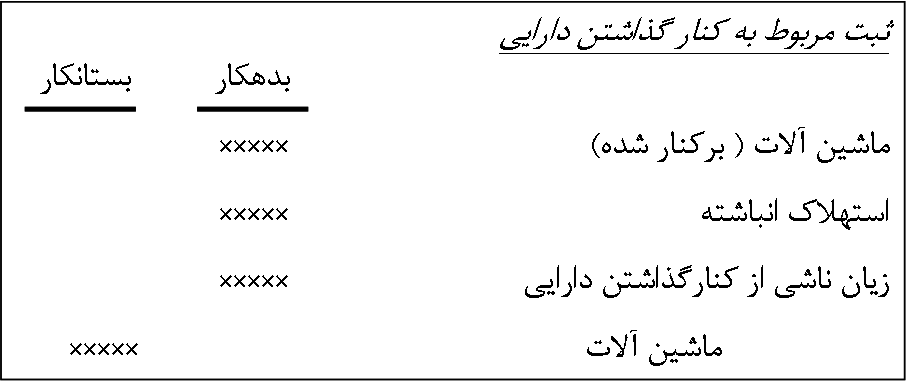 ثبت مربوط به کنار گذاشتن دارایی
بدهکار بستانکار
ماشین آلات ( برکنار شده) ×××××
استهلاک انباشته ×××××
زیان ناشی از کنارگذاشتن دارایی ×××××
ماشین آلات ×××××